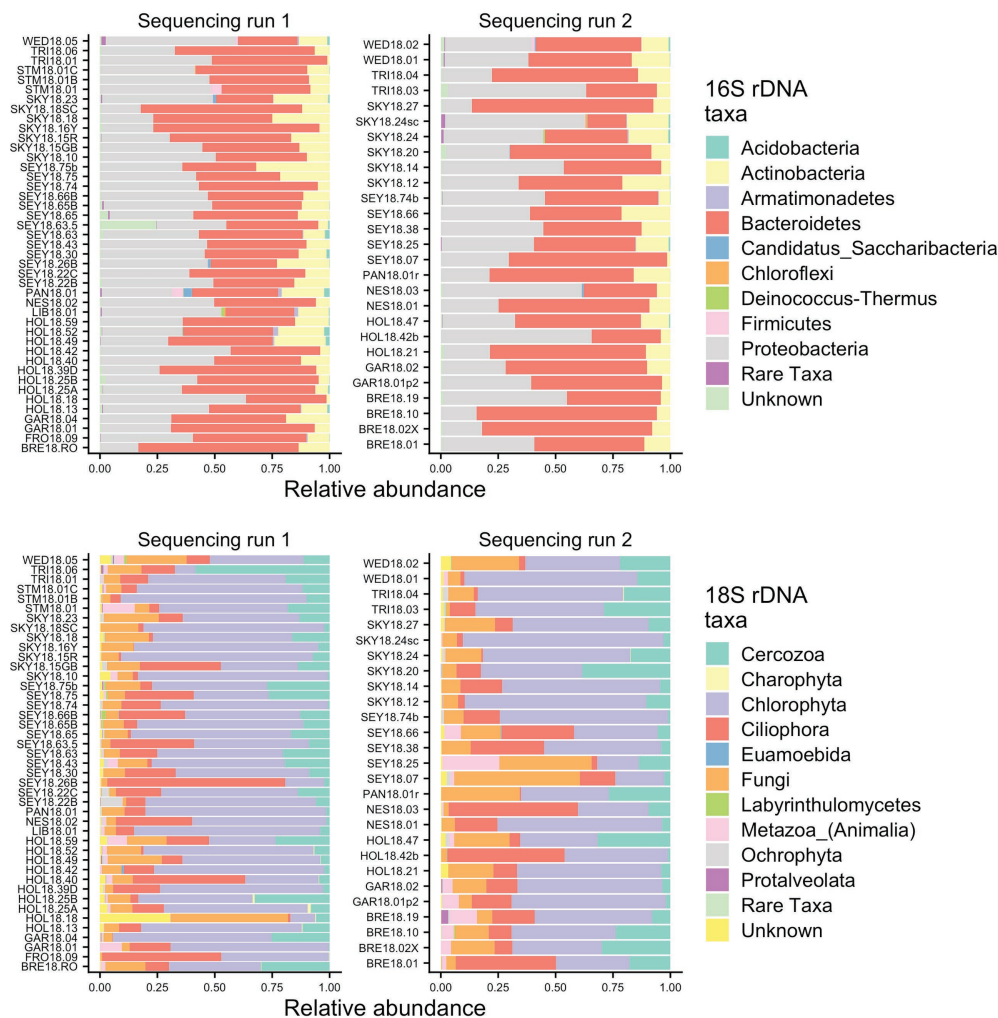 Sequencing run 1
WED18.05
TRI18.06
TRI18.01
STM18.01C
STM18.01B
STM18.01
SKY18.23
SKY18.18SC
SKY18.18
SKY18.16Y
SKY18.15R
SKY18.15GB
SKY18.10
SEY18.75b
SEY18.75
SEY18.74
SEY18.66B
SEY18.65B
SEY18.65
SEY18.63.5
SEY18.63
SEY18.43
SEY18.30
SEY18.26B
SEY18.22C
SEY18.22B
PAN18.01
NES18.02
LIB18.01
HOL18.59
HOL18.52
HOL18.49
HOL18.42
HOL18.40
HOL18.39D
HOL18.25B
HOL18.25A
HOL18.18
HOL18.13
GAR18.04
GAR18.01
FRO18.09
BRE18.RO
0.00 0.25 0.50 0.75 1.00
Sequencing run 2
WED18.02
WED18.01
TRI18.04
TRI18.03
SKY18.27
SKY18.24sc
SKY18.24
SKY18.20
SKY18.14
SKY18.12
SEY18.74b
SEY18.66
SEY18.38
SEY18.25
SEY18.07
PAN18.01r
NES18.03
NES18.01
HOL18.47
HOL18.42b
HOL18.21
GAR18.02
GAR18.01p2
BRE18.19
BRE18.10
BRE18.02X
BRE18.01
0.00 0.25 0.50 0.75 1.00
Relative abundance
16S rDNA
taxa
Acidobacteria
Actinobacteria
Armatimonadetes
Bacteroidetes
Candidatus_Saccharibacteria
Chloroflexi
Deinococcus-Thermus
Firmicutes
Proteobacteria
Rare Taxa
Unknown
Sequencing run 1
WED18.05
TRI18.06
TRI18.01
STM18.01C
STM18.01B
STM18.01
SKY18.23
SKY18.18SC
SKY18.18
SKY18.16Y
SKY18.15R
SKY18.15GB
SKY18.10
SEY18.75b
SEY18.75
SEY18.74
SEY18.66B
SEY18.65B
SEY18.65
SEY18.63.5
SEY18.63
SEY18.43
SEY18.30
SEY18.26B
SEY18.22C
SEY18.22B
PAN18.01
NES18.02
LIB18.01
HOL18.59
HOL18.52
HOL18.49
HOL18.42
HOL18.40
HOL18.39D
HOL18.25B
HOL18.25A
HOL18.18
HOL18.13
GAR18.04
GAR18.01
FRO18.09
BRE18.RO
0.00 0.25 0.50 0.75 1.00
Sequencing run 2
WED18.02
WED18.01
TRI18.04
TRI18.03
SKY18.27
SKY18.24sc
SKY18.24
SKY18.20
SKY18.14
SKY18.12
SEY18.74b
SEY18.66
SEY18.38
SEY18.25
SEY18.07
PAN18.01r
NES18.03
NES18.01
HOL18.47
HOL18.42b
HOL18.21
GAR18.02
GAR18.01p2
BRE18.19
BRE18.10
BRE18.02X
BRE18.01
0.00 0.25 0.50 0.75 1.00
Relative abundance
18S rDNA
taxa
Cercozoa
Charophyta
Chlorophyta
Ciliophora
Euamoebida
Fungi
Labyrinthulomycetes
Metazoa_(Animalia)
Ochrophyta
Protalveolata
Rare Taxa
Unknown